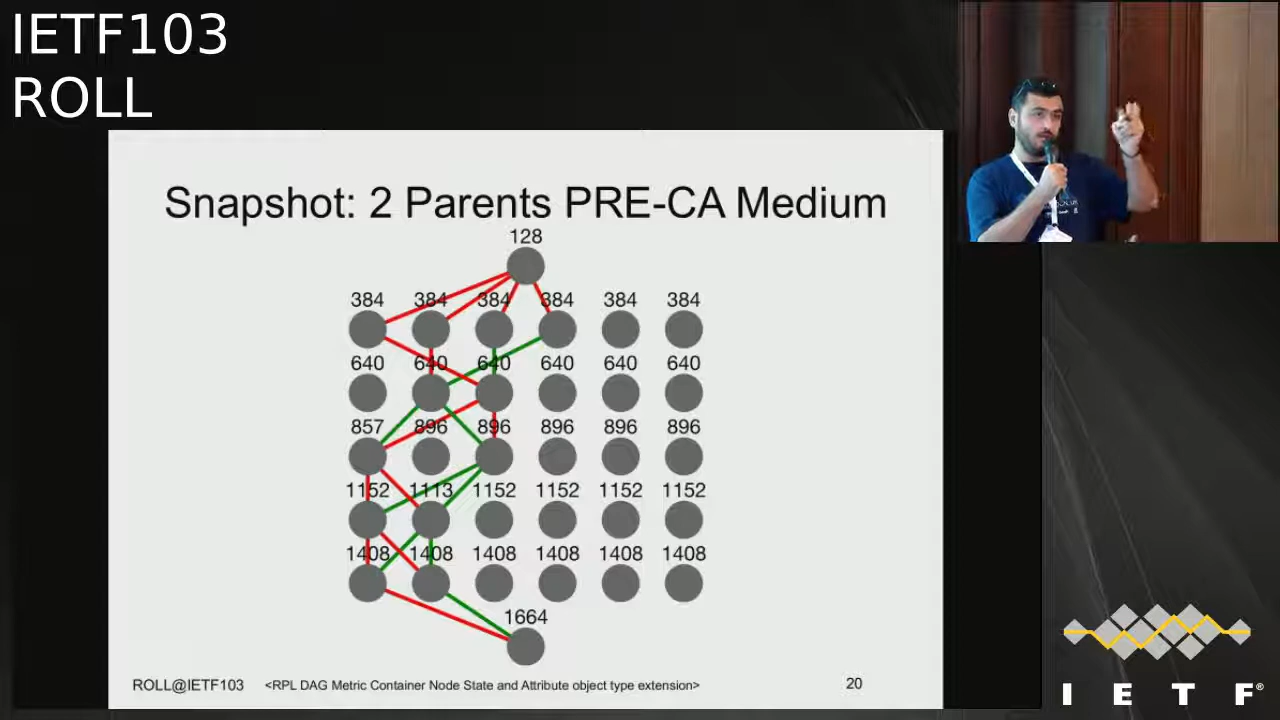 IETF103
ROLL
Snapshot: 2 Parents PRE-CA Medium
128
384 384 384 384 384 384
640 640 640 640 640 640
857 896 896 896 896 896
1152 1113 1152 1152 1152 1152
1408 1408 1408 1408 1408 1408
1664
ROLL@IETF103 <RPL DAG Metric Container Node State and Attribute object type extension> 20
I E T F®